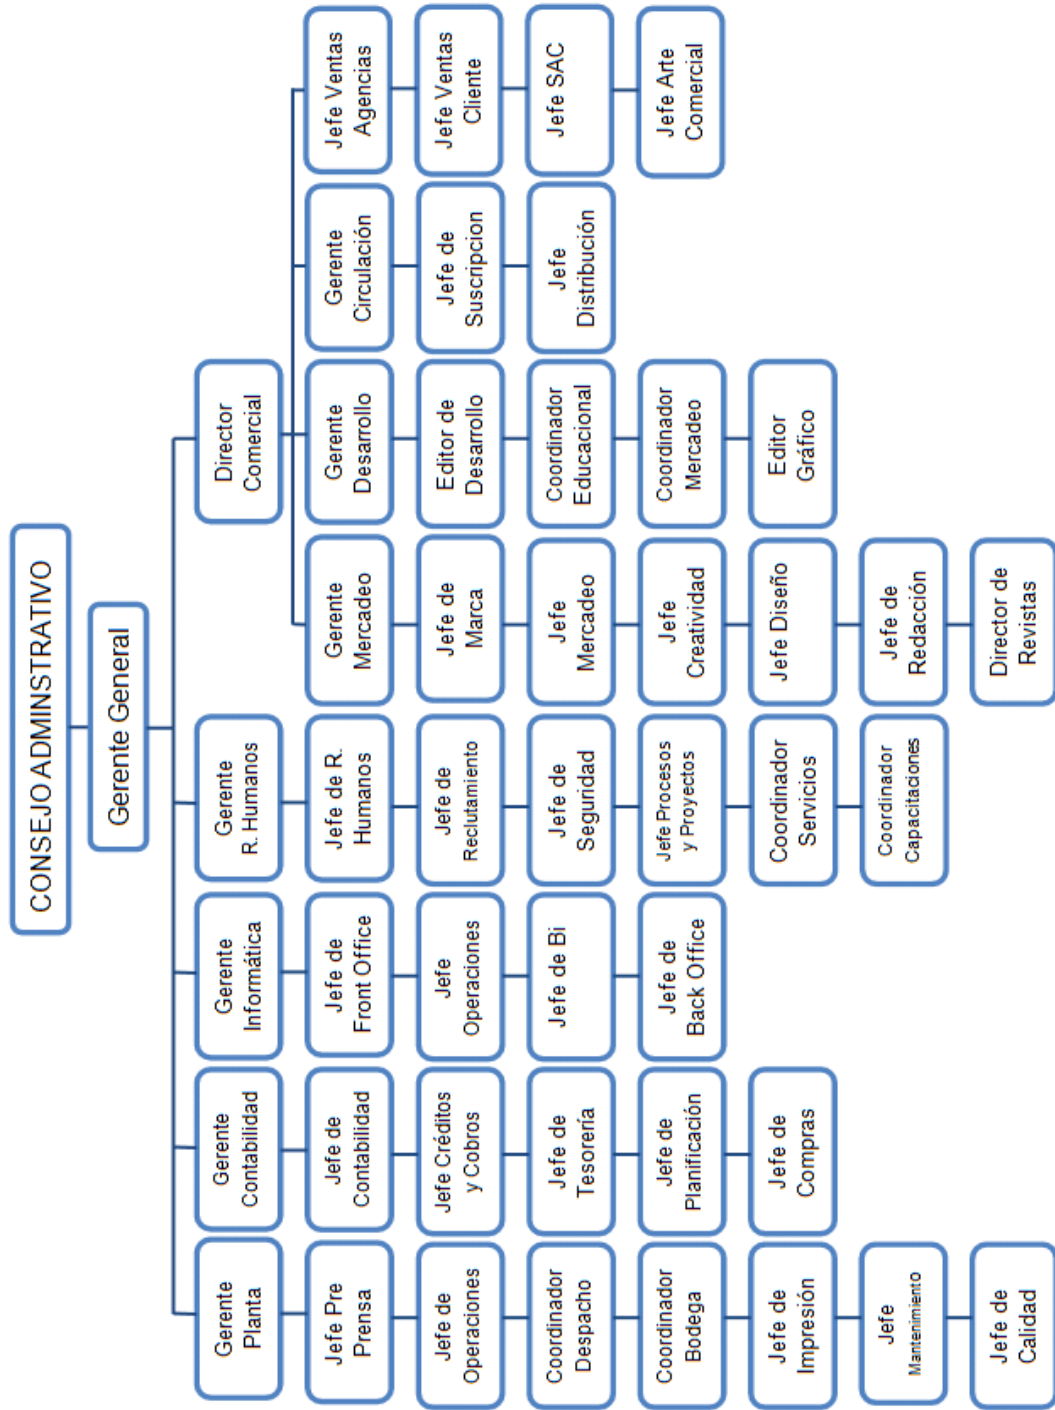 CONSEJO ADMINSTRATIVO
Gerente General
Gerente
Planta
Gerente
Contabilidad
Gerente
Informática
Gerente
R. Humanos
Director
Comercial
Jefe Pre
Prensa
Jefe de
Contabilidad
Jefe de
Front Office
Jefe de R.
Humanos
Gerente
Mercadeo
Gerente
Desarrollo
Gerente
Circulación
Jefe Ventas
Agencias
Jefe de
Operaciones
Jefe Créditos
y Cobros
Jefe
Operaciones
Jefe de
Reclutamiento
Jefe de
Marca
Editor de
Desarrollo
Jefe de
Suscripcion
Jefe Ventas
Cliente
Coordinador
Despacho
Jefe de
Tesorería
Jefe de Bi
Jefe de
Seguridad
Jefe
Mercadeo
Coordinador
Educacional
Jefe
Distribución
Jefe SAC
Coordinador
Bodega
Jefe de
Planificación
Jefe de
Back Office
Jefe Procesos
y Proyectos
Jefe
Creatividad
Coordinador
Mercadeo
Jefe Arte
Comercial
Jefe de
Impresión
Jefe de
Compras
Coordinador
Servicios
Jefe Diseño
Editor
Gráfico
Jefe
Mantenimiento
Coordinador
Capacitaciones
Jefe de
Redacción
Jefe de
Calidad
Director de
Revistas